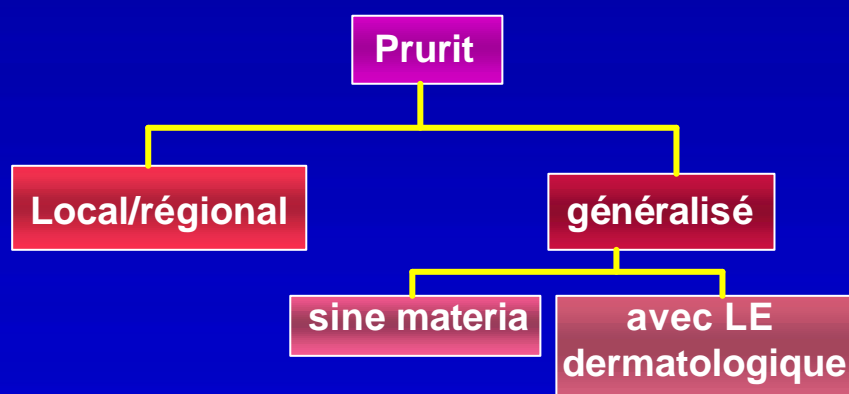 Prurit
Local/régional
généralisé
sine materia
avec LE
dermatologique